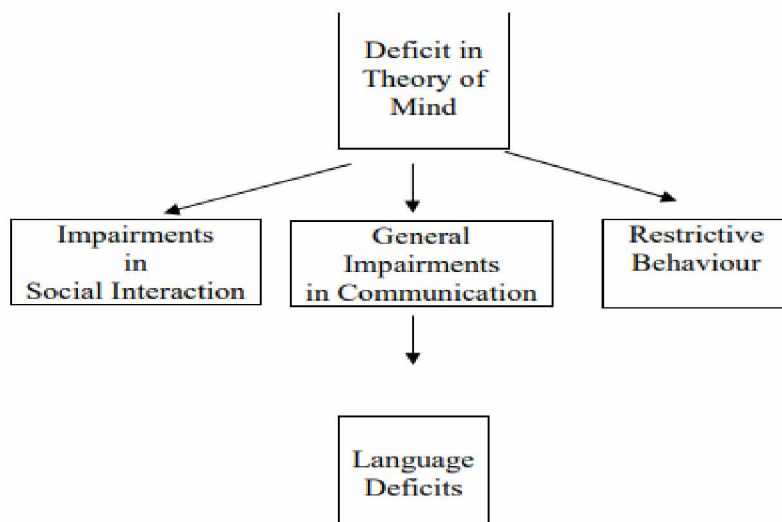 Deficit in
Theory of
Mind
Impairments
in
Social Interaction
General
Impairments
in Communication
Restrictive
Behaviour
Language
Deficits